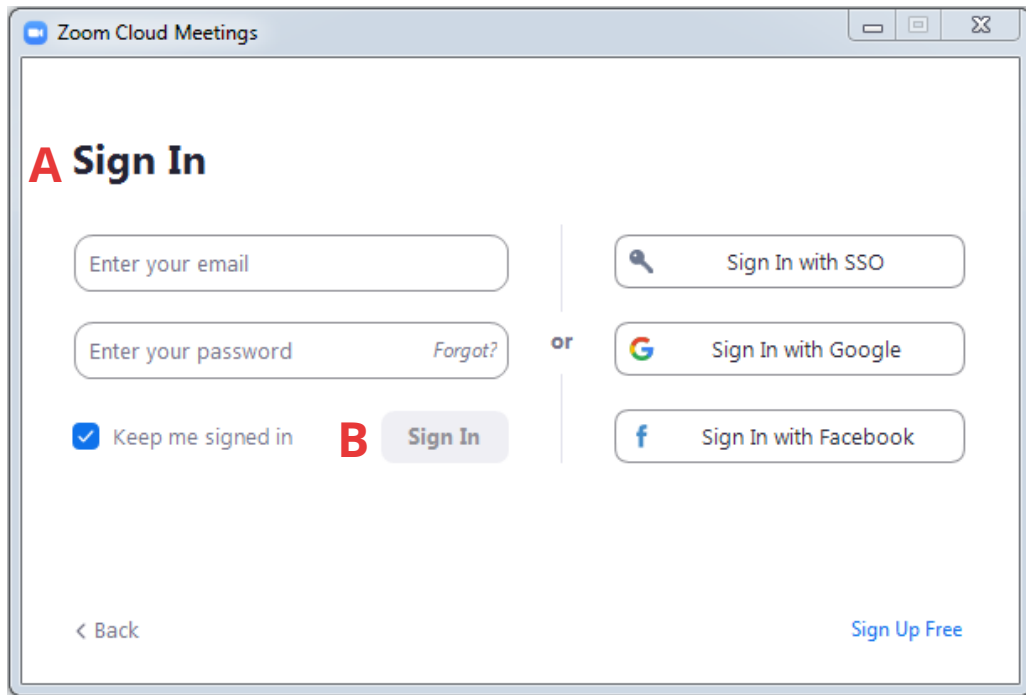 Zoom Cloud Meetings
A Sign In
Enter your email
Enter your password Forgot?
Keep me signed in B Sign In
or
Sign In with SSO
Sign In with Google
Sign In with Facebook
< Back
Sign Up Free